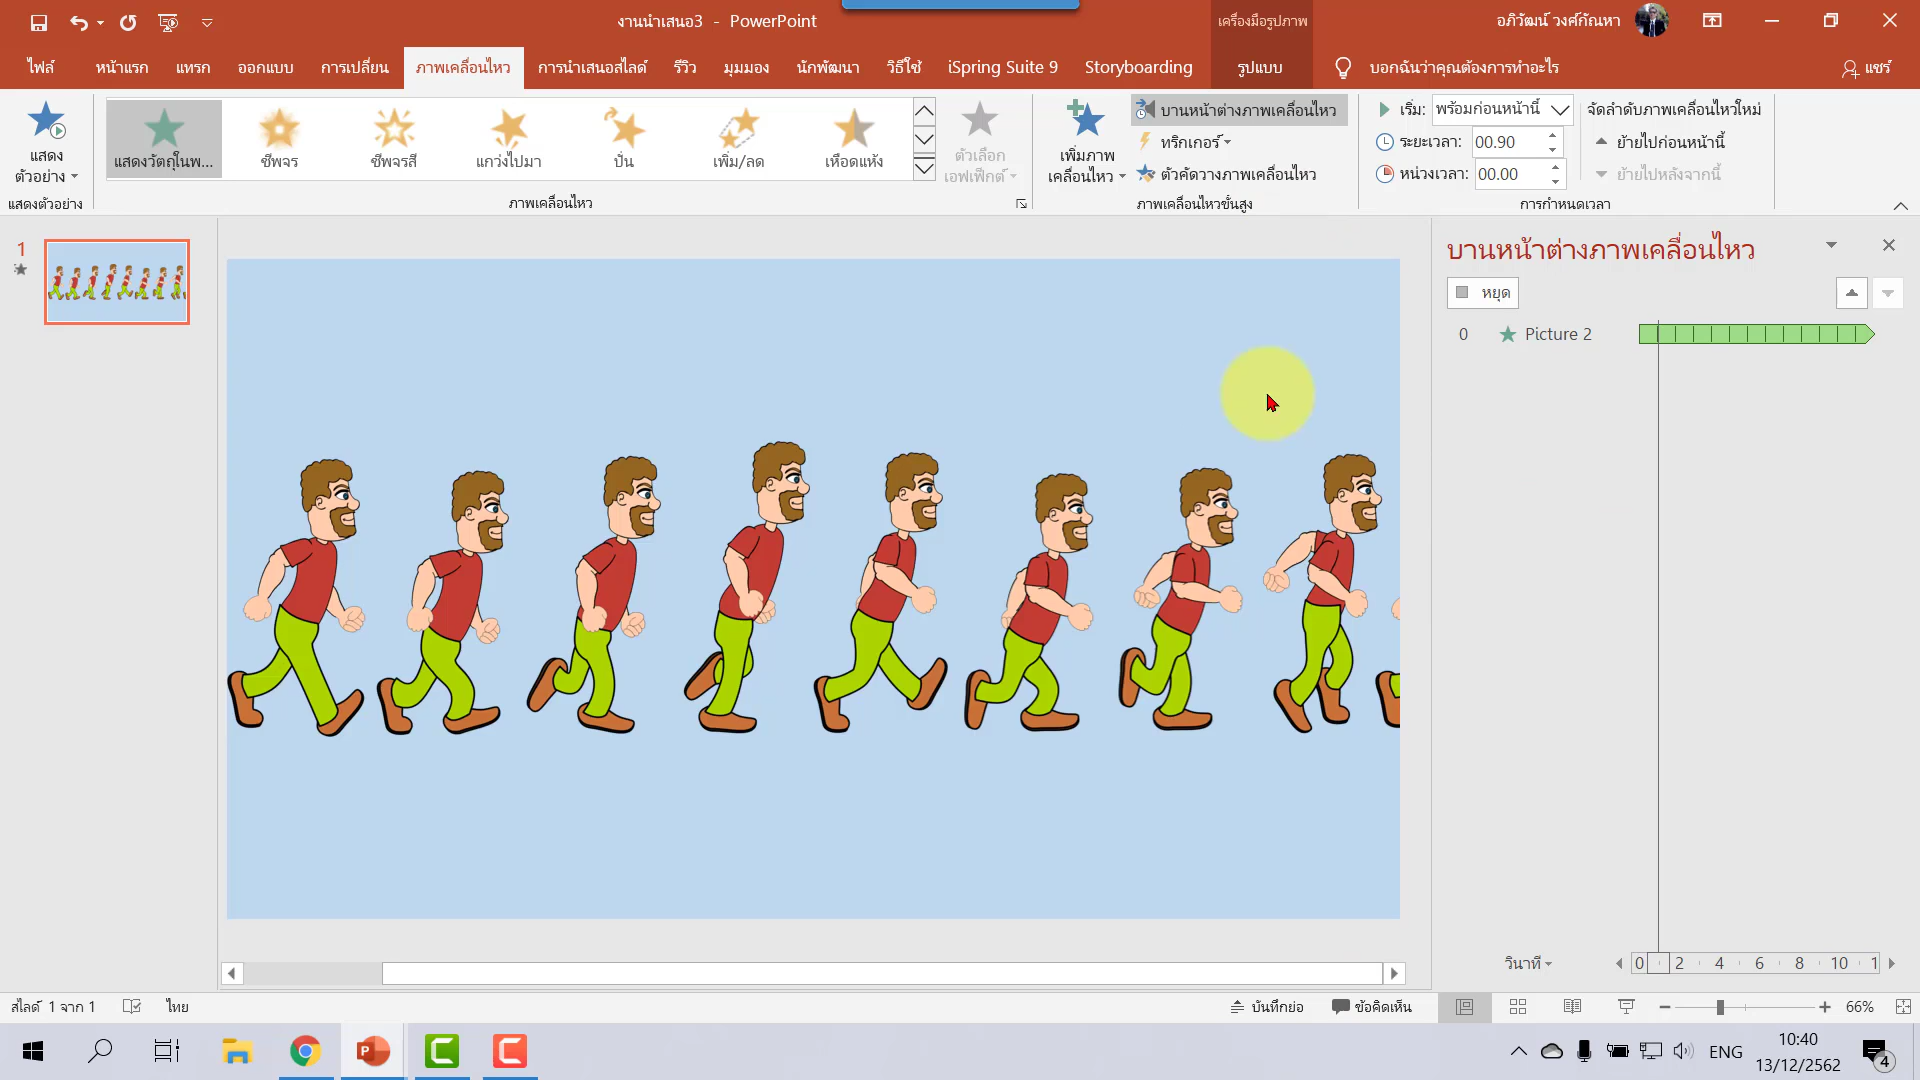 งานนำเสนอ3 - PowerPoint
เครื่องมือรูปภาพ
อภิวัฒน์ วงศ์กัณหา
ไฟล์ หน้าแรก แทรก ออกแบบ การเปลี่ยน ภาพเคลื่อนไหว การนำเสนอสไลด์ รีวิว มุมมอง นักพัฒนา วิธีใช้ iSpring Suite 9 Storyboarding รูปแบบ บอกฉันว่าคุณต้องการทำอะไร แชร์
แสดง
ตัวอย่าง
แสดงตัวอย่าง
แสดงวัตถุในพ... ชีพจร ชีพจรสี แกว่งไปมา ปั่น เพิ่ม/ลด เหือดแห้ง
ภาพเคลื่อนไหว
ตัวเลือก
เอฟเฟ็กต์
เพิ่มภาพ
เคลื่อนไหว
บานหน้าต่างภาพเคลื่อนไหว
ทริกเกอร์
ตัวคัดวางภาพเคลื่อนไหว
ภาพเคลื่อนไหวขั้นสูง
เริ่ม: พร้อมก่อนหน้านี้
ระยะเวลา: 00.90
หน่วงเวลา: 00.00
จัดลำดับภาพเคลื่อนไหวใหม่
ย้ายไปก่อนหน้านี้
ย้ายไปหลังจากนี้
การกำหนดเวลา
1
บานหน้าต่างภาพเคลื่อนไหว
หยุด
0 Picture 2
วินาที 0 2 4 6 8 10 1
สไลด์ 1 จาก 1 ไทย
บันทึกย่อ ข้อคิดเห็น 66%
ENG
10:40
13/12/2562
4